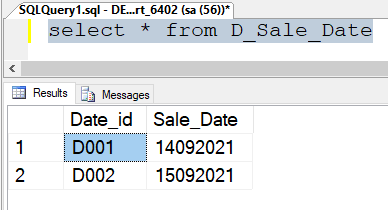 SQLQuery1.sql - DE...rt_6402 (sa (56))*
select * from D_Sale_Date
Results Messages
Date_id Sale_Date
1 D001 14092021
2 D002 15092021